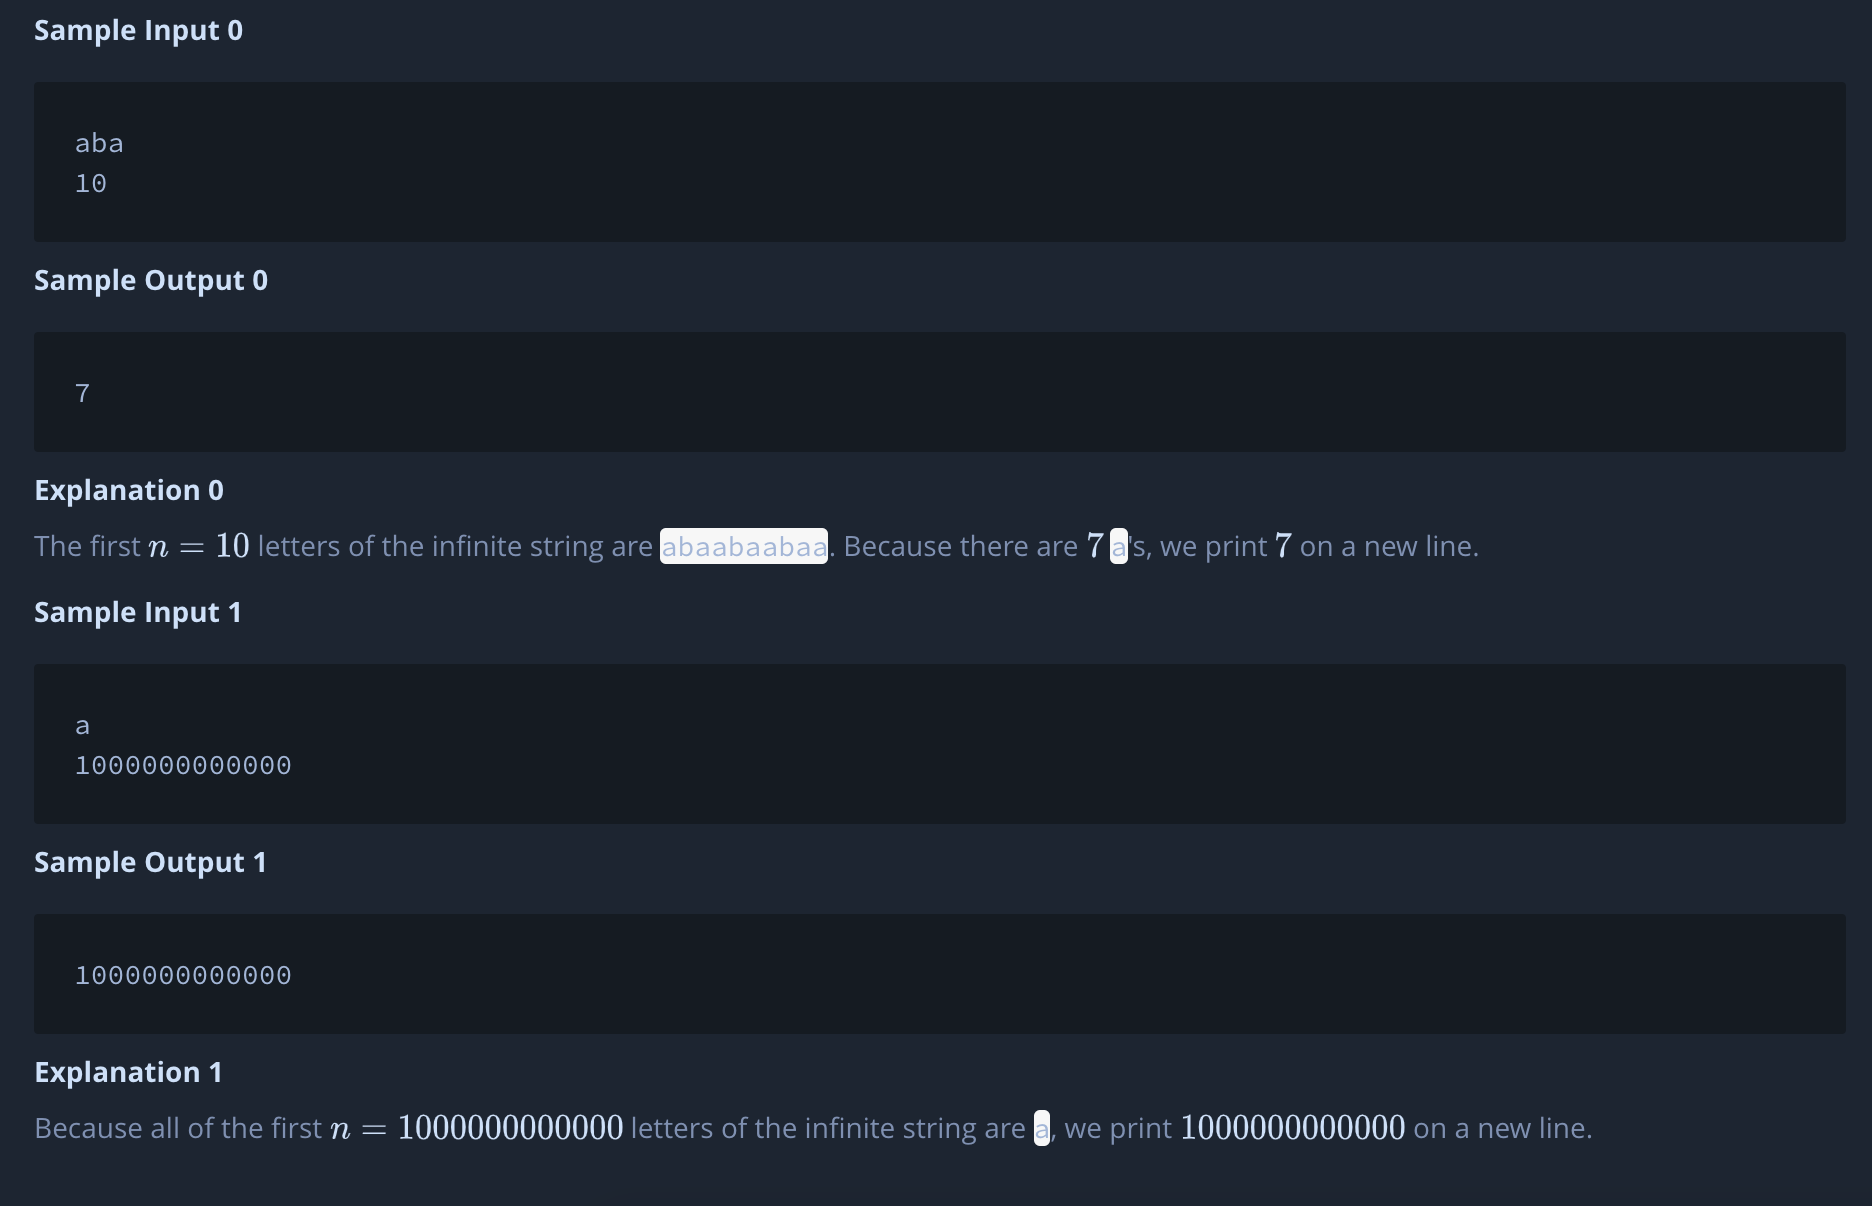 Sample Input 0
aba
10
Sample Output 0
7
Explanation 0
The first n = 10 letters of the infinite string are abaabaabaa. Because there are 7 a's, we print 7 on a new line.
Sample Input 1
a
1000000000000
Sample Output 1
1000000000000
Explanation 1
Because all of the first n = 1000000000000 letters of the infinite string are a, we print 1000000000000 on a new line.